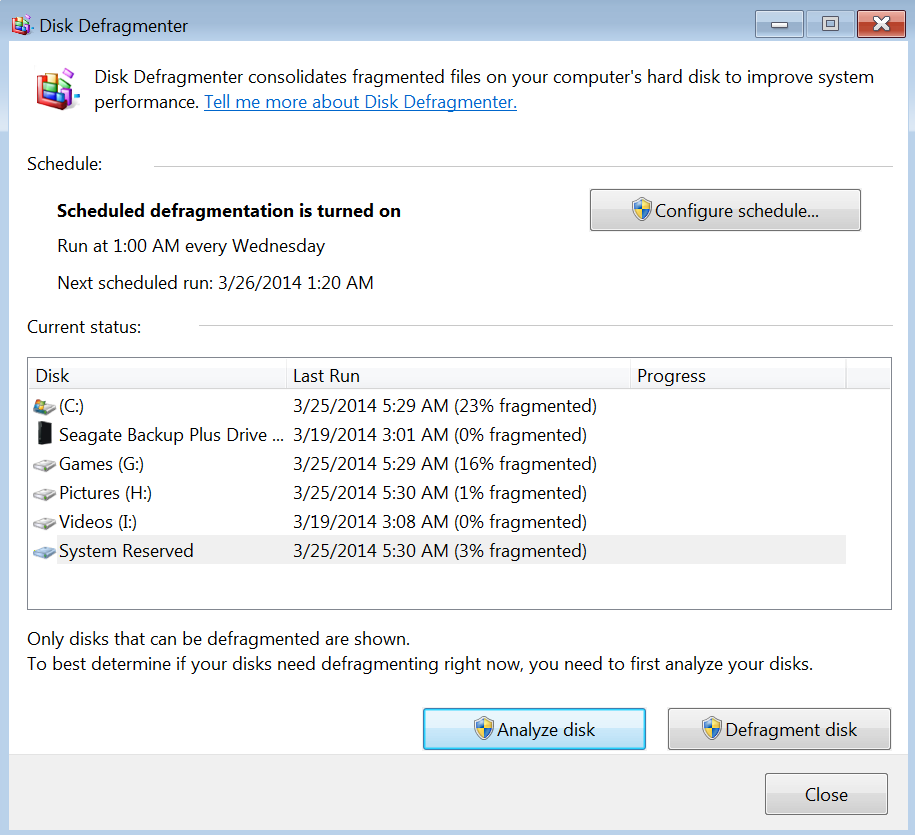 Disk Defragmenter
Disk Defragmenter consolidates fragmented files on your computer's hard disk to improve system
performance. Tell me more about Disk Defragmenter.
Schedule:
Scheduled defragmentation is turned on
Configure schedule...
Run at 1:00 AM every Wednesday
Next scheduled run: 3/26/2014 1:20 AM
Current status:
Disk Last Run Progress
(C:) 3/25/2014 5:29 AM (23% fragmented)
Seagate Backup Plus Drive ... 3/19/2014 3:01 AM (0% fragmented)
Games (G:) 3/25/2014 5:29 AM (16% fragmented)
Pictures (H:) 3/25/2014 5:30 AM (1% fragmented)
Videos (I:) 3/19/2014 3:08 AM (0% fragmented)
System Reserved 3/25/2014 5:30 AM (3% fragmented)
Only disks that can be defragmented are shown.
To best determine if your disks need defragmenting right now, you need to first analyze your disks.
Analyze disk Defragment disk
Close